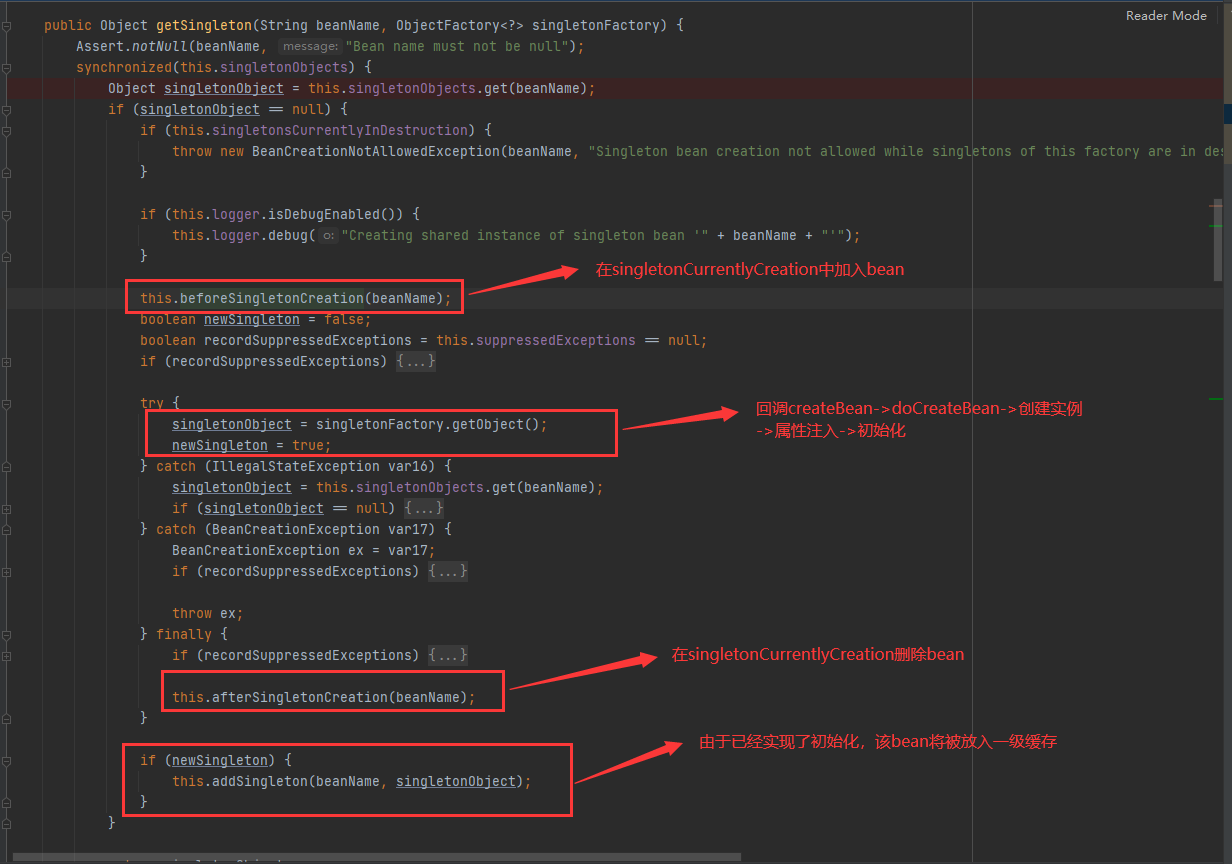 Reader Mode
public Object getSingleton(String beanName, ObjectFactory<?> singletonFactory) {
Assert.notNull(beanName, message: "Bean name must not be null");
synchronized(this.singletonObjects) {
Object singletonObject = this.singletonObjects.get(beanName);
if (singletonObject == null) {
if (this.singletonsCurrentlyInDestruction) {
throw new BeanCreationNotAllowedException(beanName, "Singleton bean creation not allowed while singletons of this factory are in des
}
if (this.logger.isDebugEnabled()) {
this.logger.debug( o: "Creating shared instance of singleton bean '" + beanName + "'");
}
在singletonCurrentlyCreation中加入bean
this.beforeSingletonCreation(beanName);
boolean newSingleton = false;
boolean recordSuppressedExceptions = this.suppressedExceptions == null;
if (recordSuppressedExceptions) {...}
try {
回调createBean->doCreateBean->创建实例
->属性注入->初始化
singletonObject = singletonFactory.getObject();
newSingleton = true;
} catch (IllegalStateException var16) {
singletonObject = this.singletonObjects.get(beanName);
if (singletonObject == null) {...}
} catch (BeanCreationException var17) {
BeanCreationException ex = var17;
if (recordSuppressedExceptions) {...}
throw ex;
} finally {
if (recordSuppressedExceptions) {...}
在singletonCurrentlyCreation删除bean
this.afterSingletonCreation(beanName);
}
由于已经实现了初始化，该bean将被放入一级缓存
if (newSingleton) {
this.addSingleton(beanName, singletonObject);
}
}